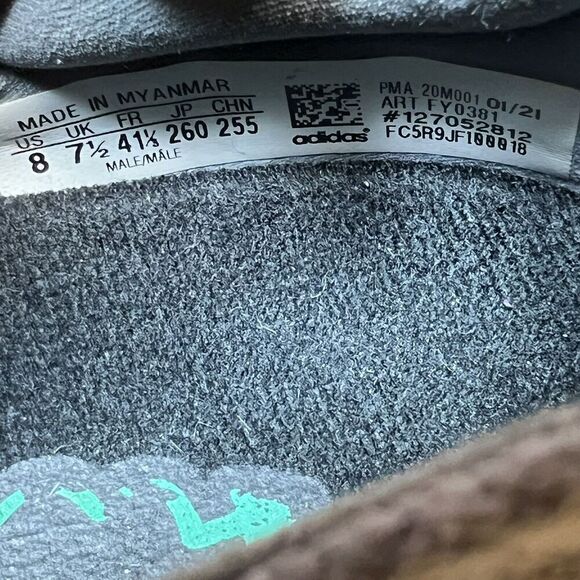 MADE IN MYANMAR
US UK FR JP CHN
8 7½ 41⅓ 260 255
MALE/MÂLE
adidas
PMA 20M001 01/21
ART FY0381
#127052812
FC5R9JFI00018